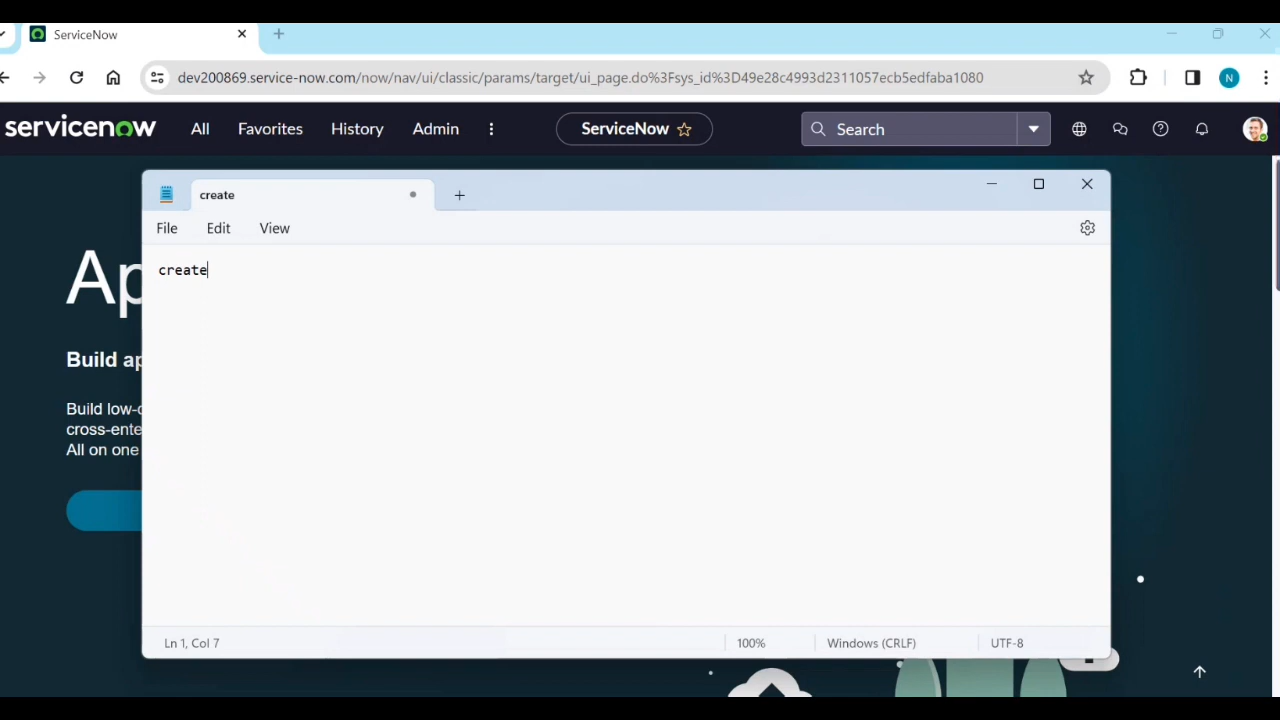 ServiceNow
dev200869.service-now.com/now/nav/ui/classic/params/target/ui_page.do%3Fsys_id%3D49e28c4993d2311057ecb5edfaba1080
N
servicenow
All
Favorites
History
Admin
ServiceNow
Search
create
File
Edit
View
create
Ap
Build ap
Build low-c
cross-ente
All on one
Ln 1, Col 7
100%
Windows (CRLF)
UTF-8